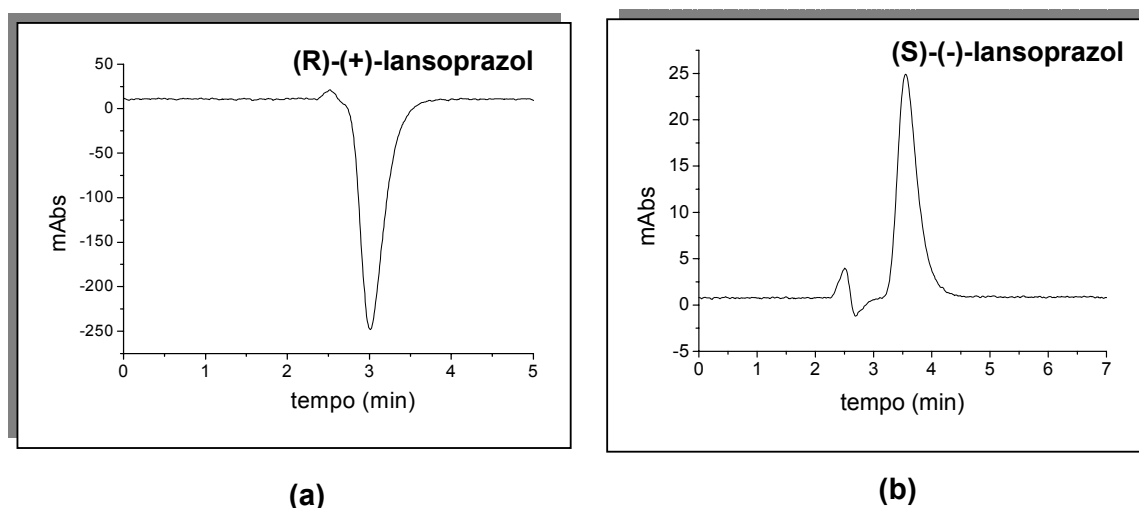 (R)-(+)-lansoprazol
50
0
-50
-100
-150
-200
-250
mAbs
0 1 2 3 4 5
tempo (min)
(a)
(S)-(-)-lansoprazol
25
20
15
10
5
0
-5
mAbs
0 1 2 3 4 5 6 7
tempo (min)
(b)